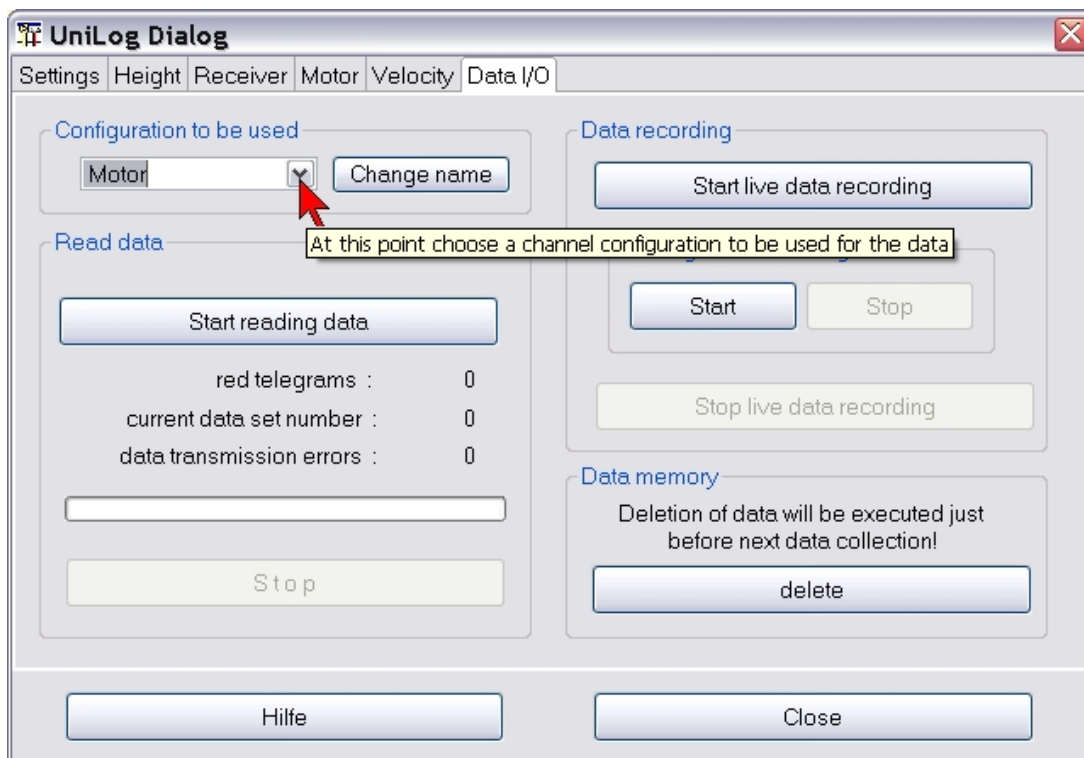 UniLog Dialog
Settings Height Receiver Motor Velocity Data I/O
Configuration to be used
Motor
Change name
At this point choose a channel configuration to be used for the data
Read data
Start reading data
red telegrams : 0
current data set number : 0
data transmission errors : 0
Stop
Data recording
Start live data recording
Start
Stop
Stop live data recording
Data memory
Deletion of data will be executed just
before next data collection!
delete
Hilfe
Close